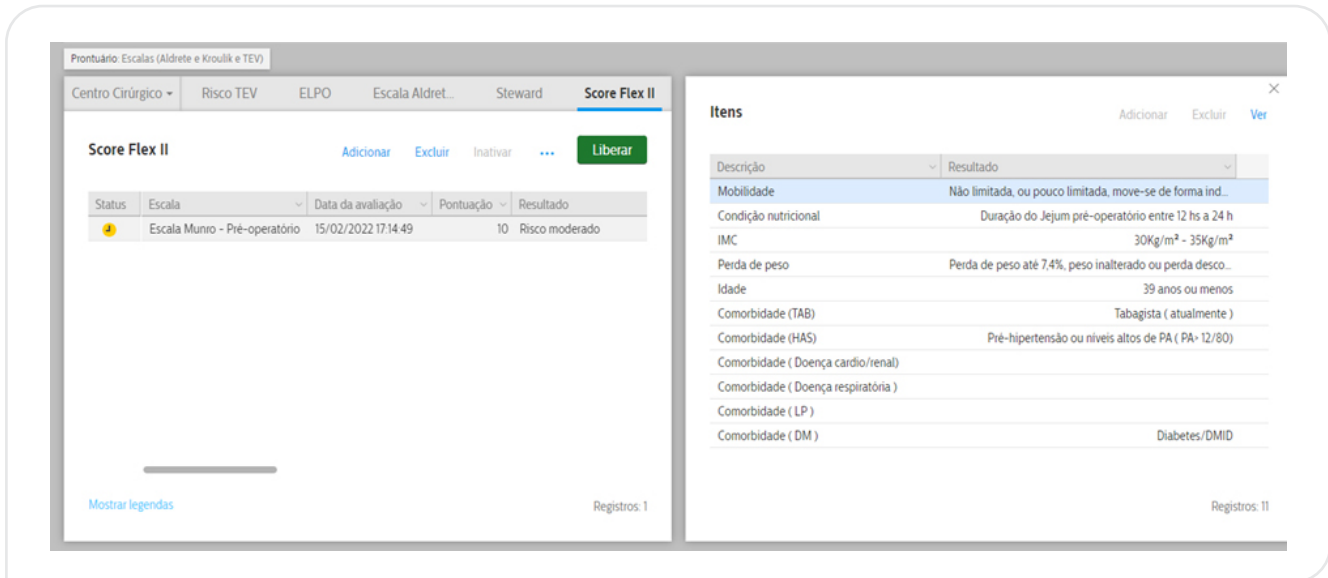 Prontuário: Escalas (Aldrete e Kroulik e TEV)
Centro Cirúrgico Risco TEV ELPO Escala Aldret... Steward Score Flex II
Score Flex II Adicionar Excluir Inativar ... Liberar
Status Escala Data da avaliação Pontuação Resultado
Escala Munro - Pré-operatório 15/02/2022 17:14:49 10 Risco moderado
Mostrar legendas Registros: 1
Itens Adicionar Excluir Ver
Descrição Resultado
Mobilidade Não limitada, ou pouco limitada, move-se de forma ind...
Condição nutricional Duração do Jejum pré-operatório entre 12 hs a 24 h
IMC 30Kg/m² - 35Kg/m²
Perda de peso Perda de peso até 7,4%, peso inalterado ou perda desco...
Idade 39 anos ou menos
Comorbidade (TAB) Tabagista ( atualmente )
Comorbidade (HAS) Pré-hipertensão ou níveis altos de PA ( PA> 12/80)
Comorbidade ( Doença cardio/renal)
Comorbidade ( Doença respiratória )
Comorbidade ( LP )
Comorbidade ( DM ) Diabetes/DMID
Registros: 11